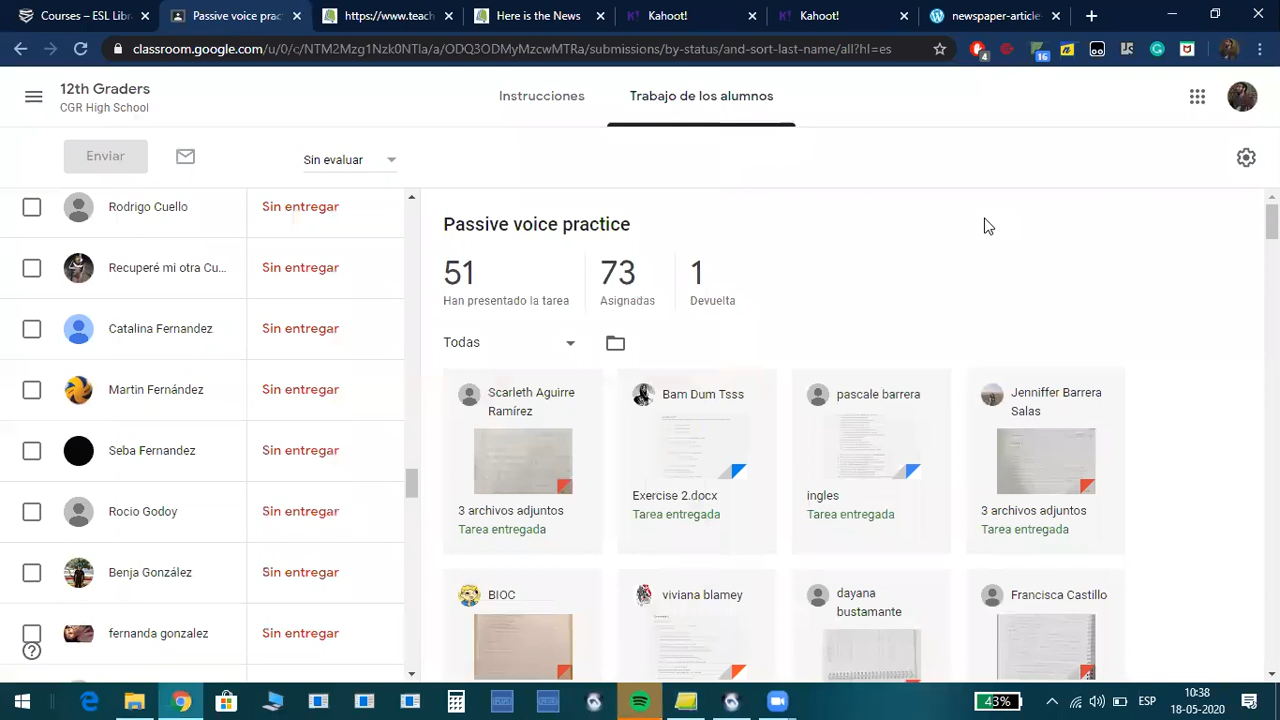 Courses – ESL Libra
Passive voice prac
https://www.teach
Here is the News
Kahoot!
Kahoot!
newspaper-article-
classroom.google.com/u/0/c/NTM2Mzg1Nzk0NTIa/a/ODQ3ODMyMzcwMTRa/submissions/by-status/and-sort-last-name/all?hl=es
4
16
12th Graders
CGR High School
Instrucciones
Trabajo de los alumnos
Enviar
Sin evaluar
Rodrigo Cuello
Sin entregar
Recuperé mi otra Cu...
Sin entregar
Catalina Fernandez
Sin entregar
Martin Fernández
Sin entregar
Seba Fernández
Sin entregar
Rocio Godoy
Sin entregar
Benja González
Sin entregar
fernanda gonzalez
Sin entregar
Passive voice practice
51
73
1
Han presentado la tarea
Asignadas
Devuelta
Todas
Scarleth Aguirre
Ramírez
3 archivos adjuntos
Tarea entregada
Bam Dum Tsss
Exercise 2.docx
Tarea entregada
pascale barrera
ingles
Tarea entregada
Jenniffer Barrera
Salas
3 archivos adjuntos
Tarea entregada
BIOC
viviana blamey
dayana
bustamante
Francisca Castillo
43%
ESP
10:38
18-05-2020